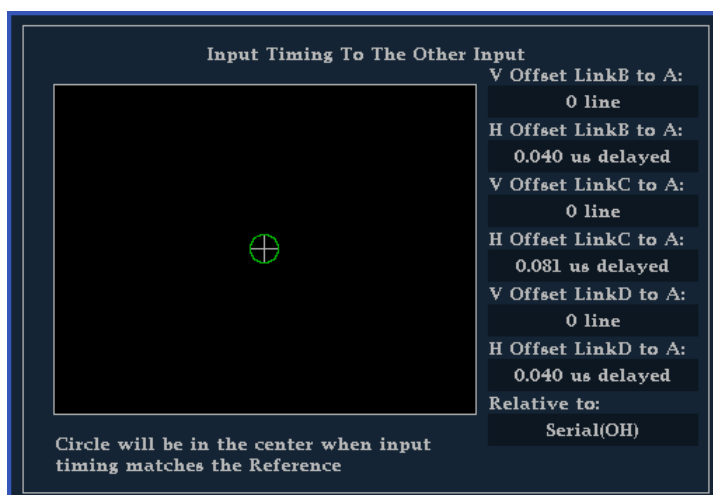 Input Timing To The Other Input
V Offset LinkB to A:
0 line
H Offset LinkB to A:
0.040 us delayed
V Offset LinkC to A:
0 line
H Offset LinkC to A:
0.081 us delayed
V Offset LinkD to A:
0 line
H Offset LinkD to A:
0.040 us delayed
Relative to:
Serial(OH)
Circle will be in the center when input
timing matches the Reference